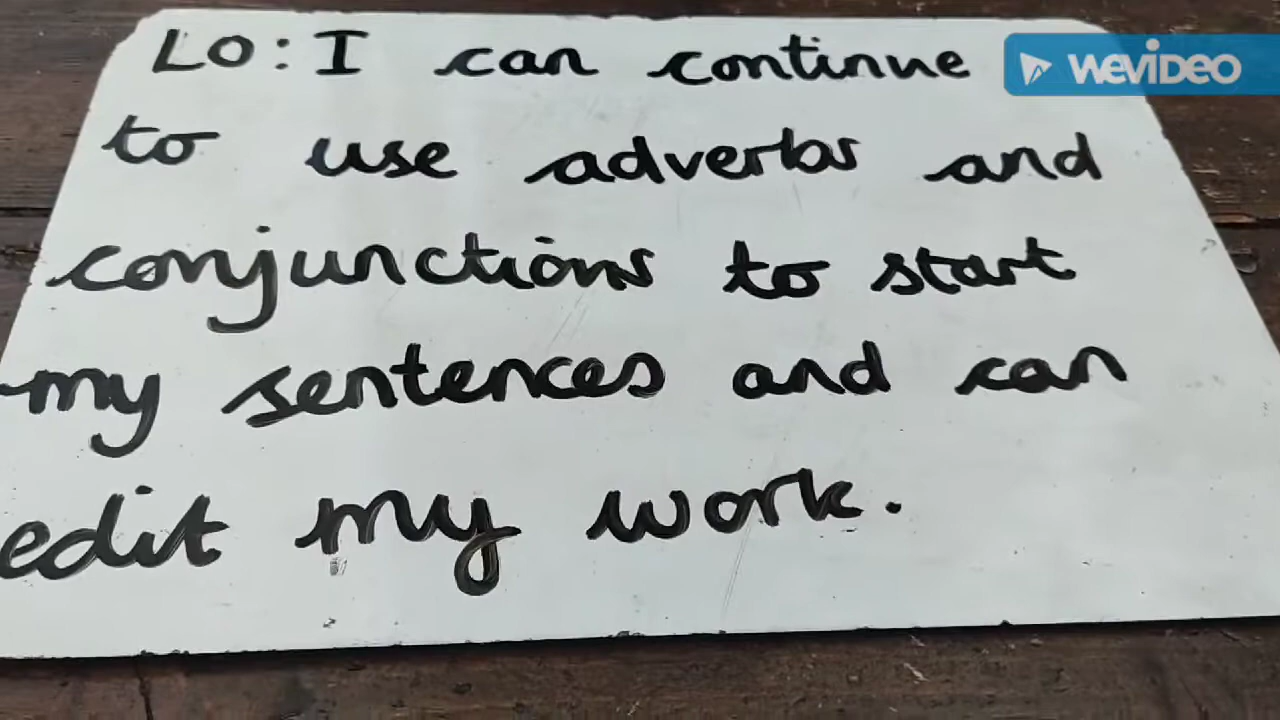 LO: I can continue
WEVIDEO
to use adverbs and
conjunctions to start
my sentences and can
edit my work.